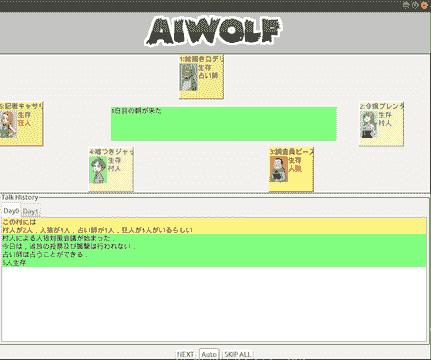 AIWOLF
1:絵描きロデリ
生存
占い師
5:記者キャサリ
生存
狂人
1日目の朝が来た
2:令嬢ブレンダ
生存
村人
4:嘘つきジャッ
生存
村人
3:調査員ピース
生存
人狼
Talk History
Day0
Day1
この村には
村人が2人，人狼が1人，占い師が1人，狂人が1人がいるらしい
村人による人狼対策会議が始まった．
今日は，追放の投票及び襲撃は行われない．
占い師は占うことができる．
5人生存
NEXT
Auto
SKIP ALL